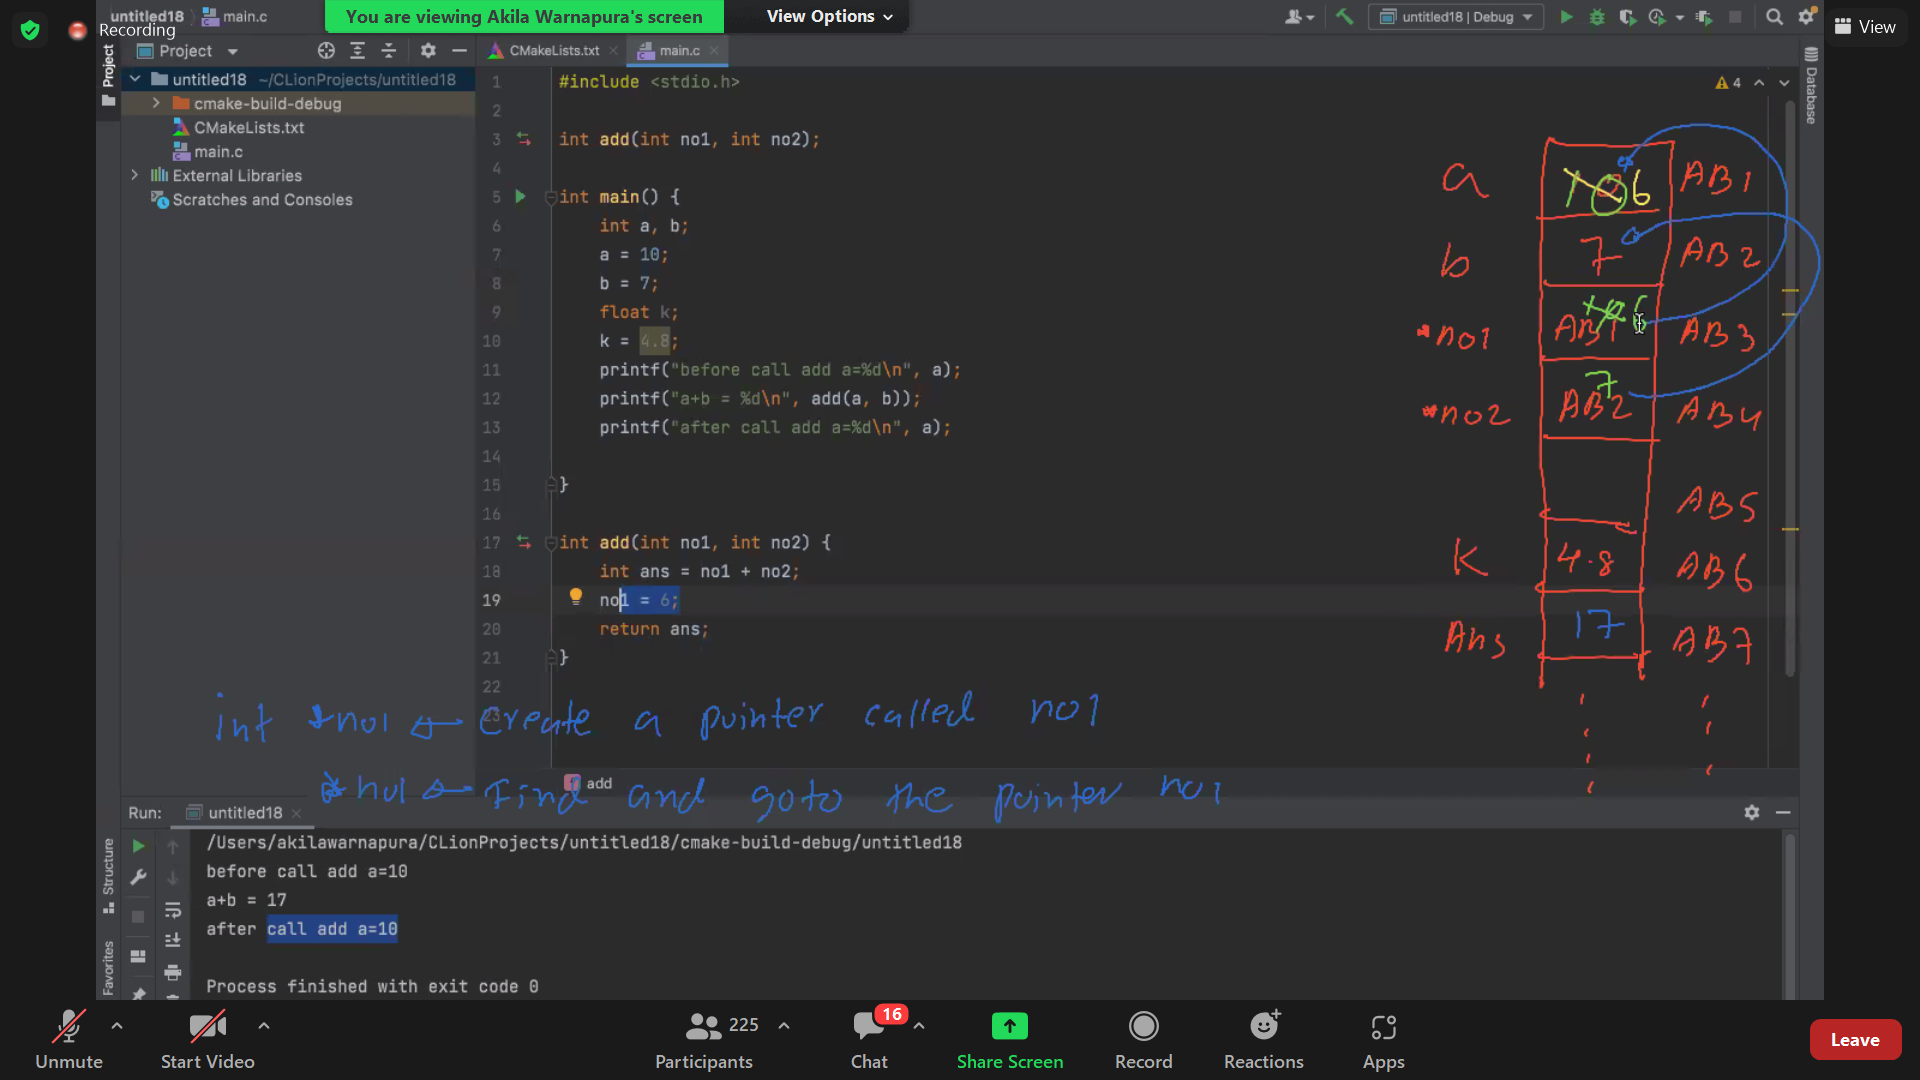 untitled18 main.c
Recording
You are viewing Akila Warnapura's screen
View Options
untitled18 | Debug
View
Project
Project
CMakeLists.txt
main.c
4
Database
untitled18 ~/CLionProjects/untitled18
cmake-build-debug
CMakeLists.txt
main.c
External Libraries
Scratches and Consoles
1 #include <stdio.h>
2
3 int add(int no1, int no2);
4
5 int main() {
6 int a, b;
7 a = 10;
8 b = 7;
9 float k;
10 k = 4.8;
11 printf("before call add a=%d\n", a);
12 printf("a+b = %d\n", add(a, b));
13 printf("after call add a=%d\n", a);
14
15 }
16
17 int add(int no1, int no2) {
18 int ans = no1 + no2;
19 no1 = 6;
20 return ans;
21 }
22
23
a 10 6 AB1
b 7 AB2
*no1 AB1 6 AB3
7
*no2 AB2 AB4
AB5
K 4.8 AB6
Ans 17 AB7
int *no1 ← Create a pointer called no1
*no1 ← Find and goto the pointer no1
add
Run: untitled18
Structure
Favorites
/Users/akilawarnapura/CLionProjects/untitled18/cmake-build-debug/untitled18
before call add a=10
a+b = 17
after call add a=10
Process finished with exit code 0
Unmute
Start Video
225
Participants
16
Chat
Share Screen
Record
Reactions
Apps
Leave